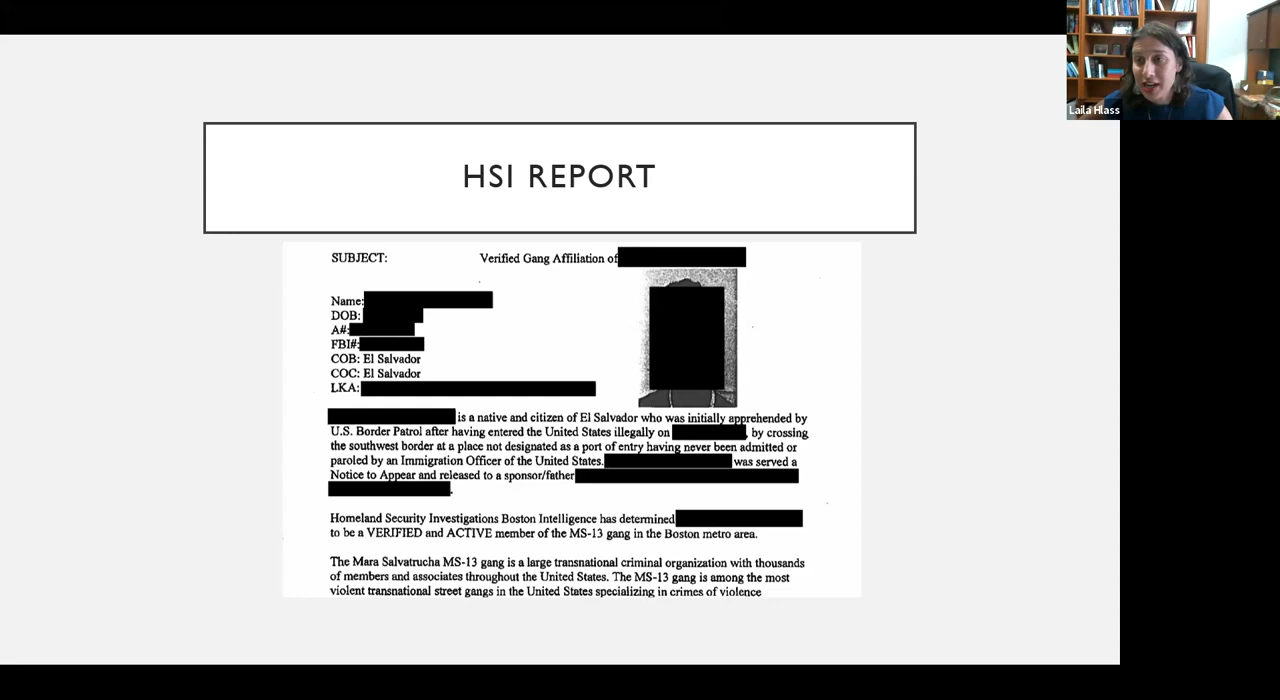 Laila Hlass
HSI REPORT
SUBJECT: Verified Gang Affiliation of
Name:
DOB:
A#:
FBI#:
COB: El Salvador
COC: El Salvador
LKA:
is a native and citizen of El Salvador who was initially apprehended by
U.S. Border Patrol after having entered the United States illegally on , by crossing
the southwest border at a place not designated as a port of entry having never been admitted or
paroled by an Immigration Officer of the United States. was served a
Notice to Appear and released to a sponsor/father
.
Homeland Security Investigations Boston Intelligence has determined
to be a VERIFIED and ACTIVE member of the MS-13 gang in the Boston metro area.
The Mara Salvatrucha MS-13 gang is a large transnational criminal organization with thousands
of members and associates throughout the United States. The MS-13 gang is among the most
violent transnational street gangs in the United States specializing in crimes of violence